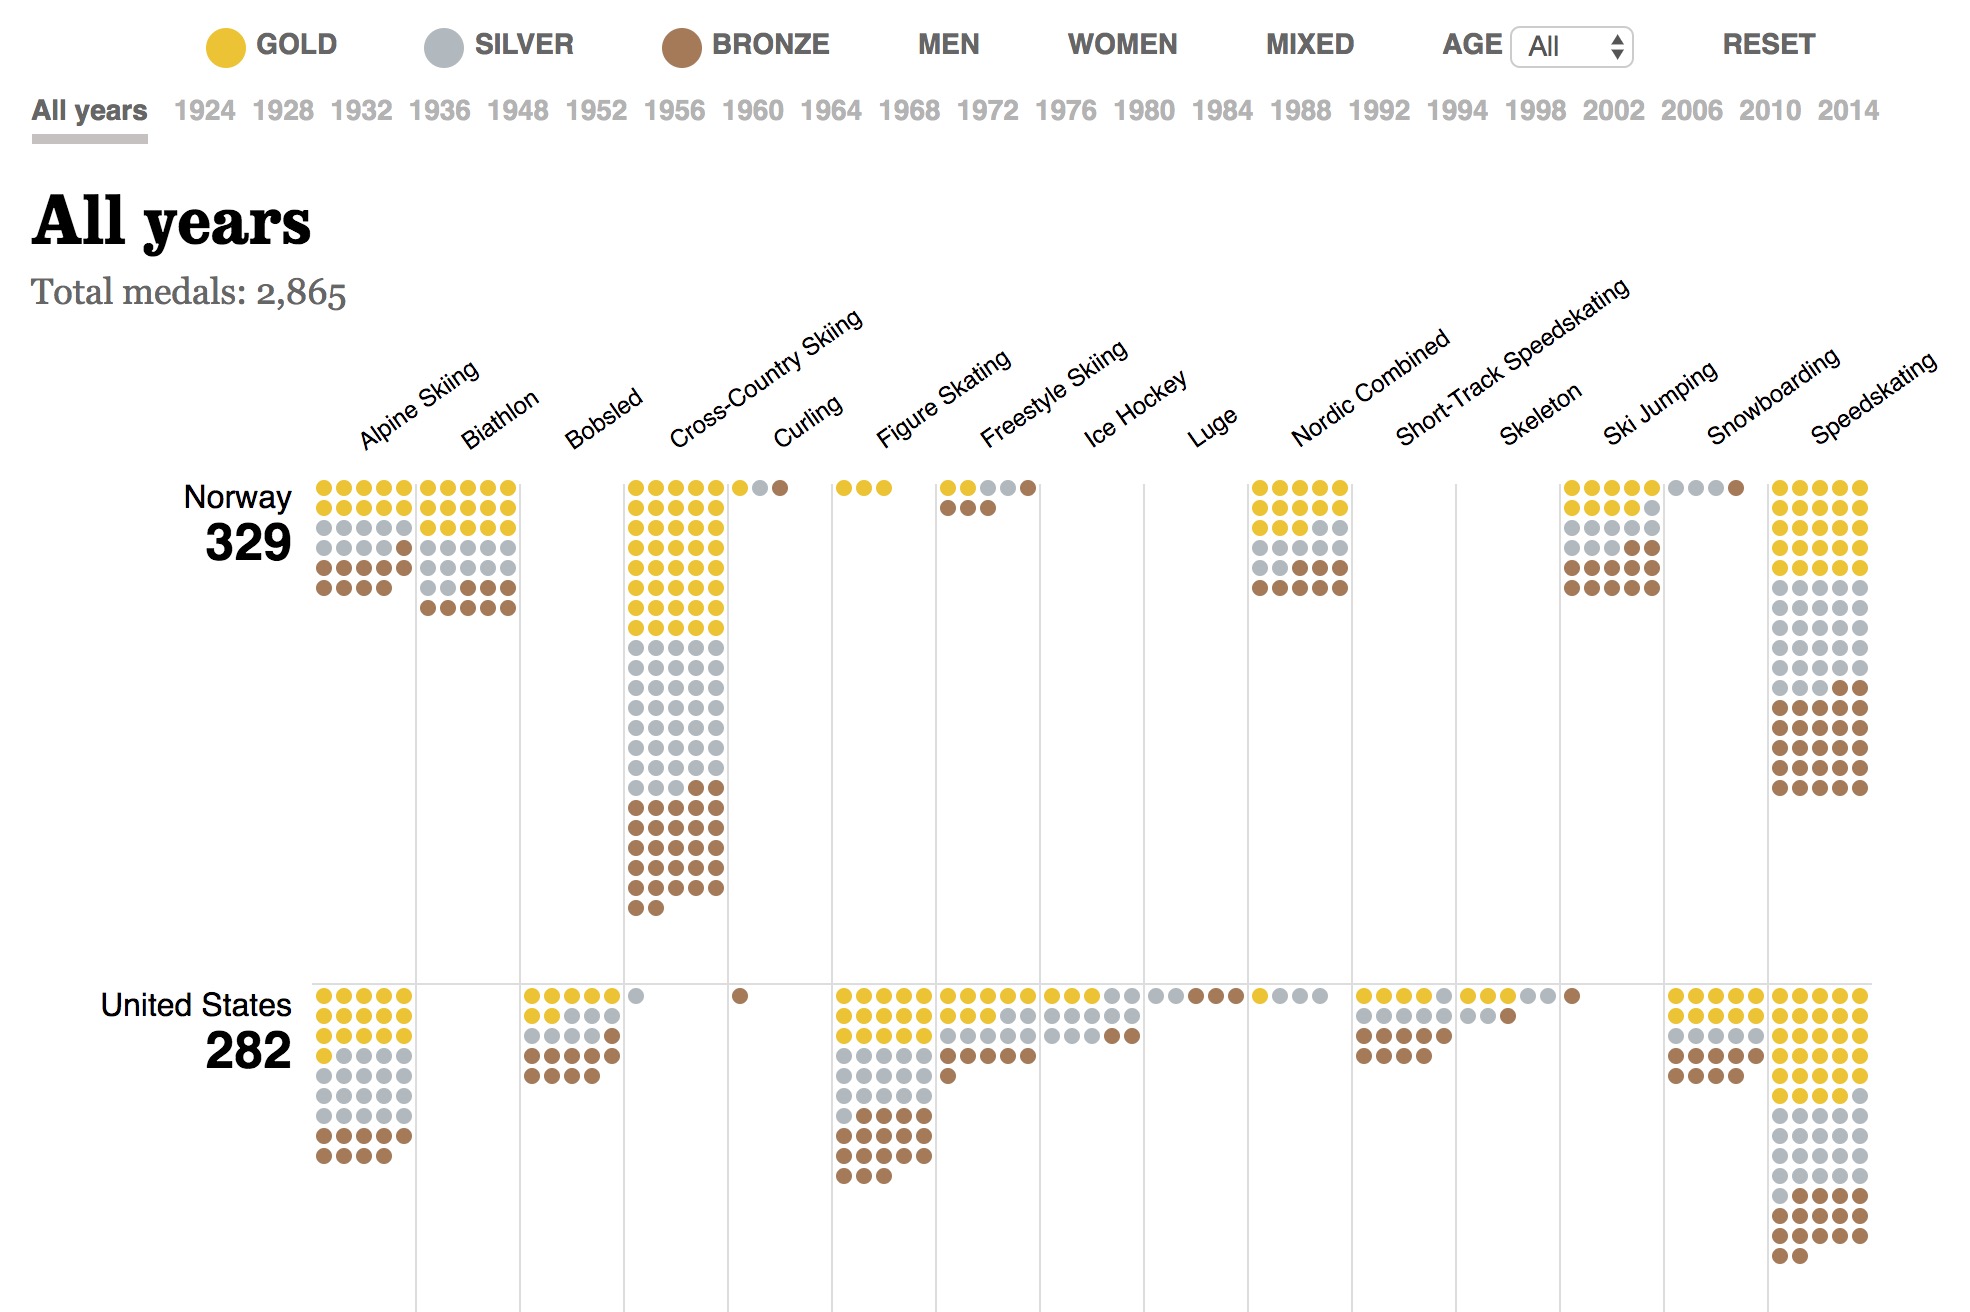 GOLD SILVER BRONZE MEN WOMEN MIXED AGE All RESET
All years 1924 1928 1932 1936 1948 1952 1956 1960 1964 1968 1972 1976 1980 1984 1988 1992 1994 1998 2002 2006 2010 2014
All years
Total medals: 2,865
Alpine Skiing
Biathlon
Bobsled
Cross-Country Skiing
Curling
Figure Skating
Freestyle Skiing
Ice Hockey
Luge
Nordic Combined
Short-Track Speedskating
Skeleton
Ski Jumping
Snowboarding
Speedskating
Norway
329
United States
282